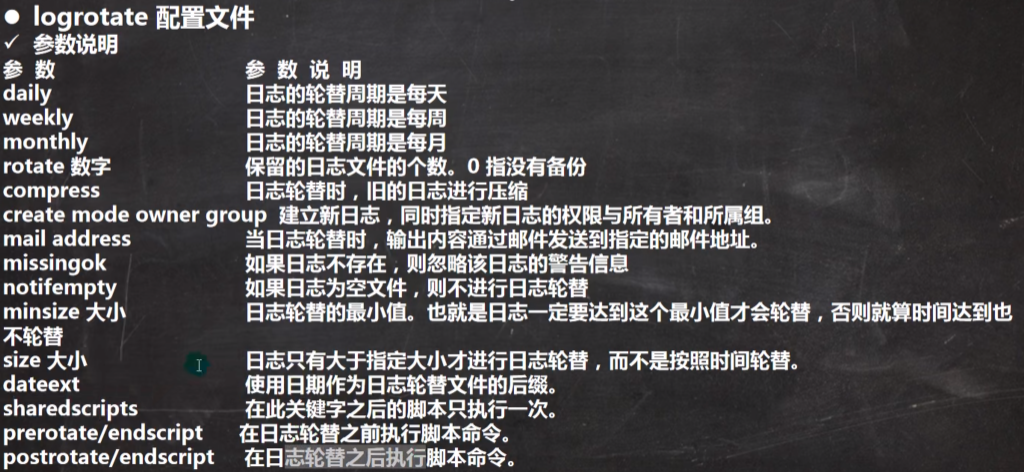 ● logrotate 配置文件
✓ 参数说明
参 数 参 数 说 明
daily 日志的轮替周期是每天
weekly 日志的轮替周期是每周
monthly 日志的轮替周期是每月
rotate 数字 保留的日志文件的个数。0 指没有备份
compress 日志轮替时，旧的日志进行压缩
create mode owner group 建立新日志，同时指定新日志的权限与所有者和所属组。
mail address 当日志轮替时，输出内容通过邮件发送到指定的邮件地址。
missingok 如果日志不存在，则忽略该日志的警告信息
notifempty 如果日志为空文件，则不进行日志轮替
minsize 大小 日志轮替的最小值。也就是日志一定要达到这个最小值才会轮替，否则就算时间达到也
不轮替
size 大小 日志只有大于指定大小才进行日志轮替，而不是按照时间轮替。
dateext 使用日期作为日志轮替文件的后缀。
sharedscripts 在此关键字之后的脚本只执行一次。
prerotate/endscript 在日志轮替之前执行脚本命令。
postrotate/endscript 在日志轮替之后执行脚本命令。